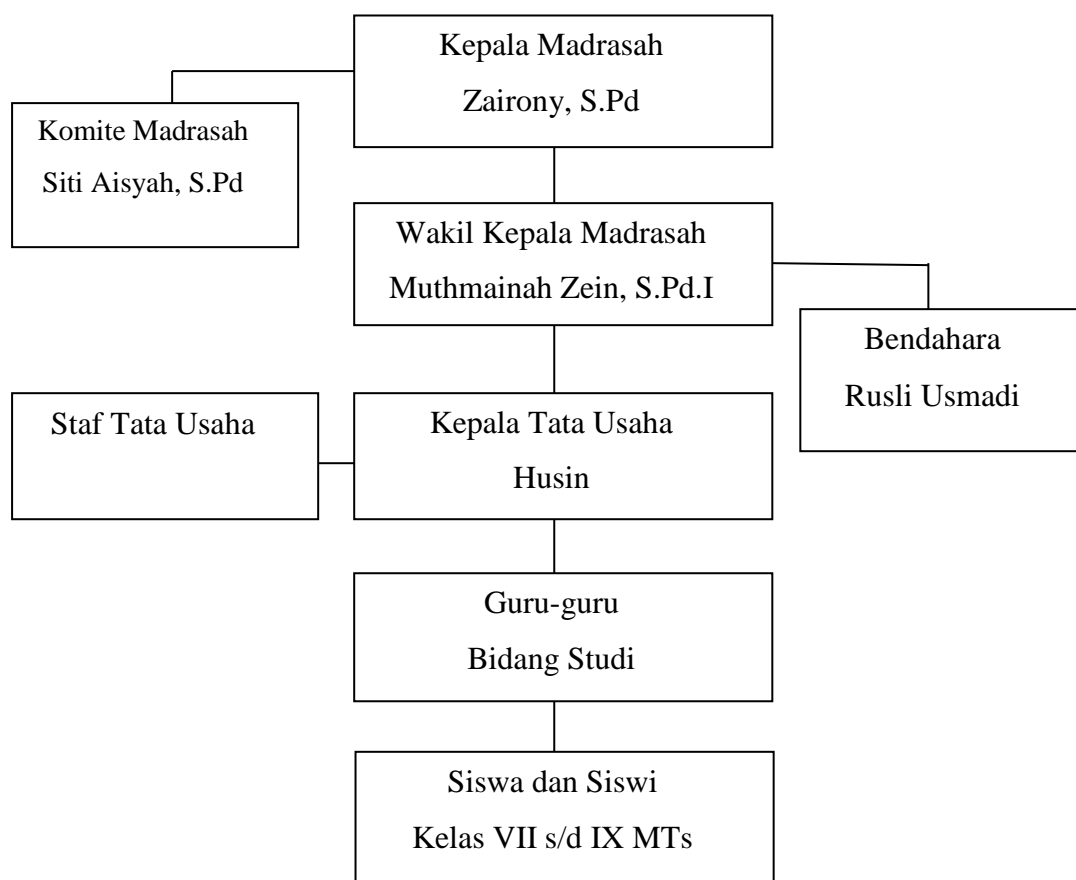 Kepala Madrasah
Zairony, S.Pd
Komite Madrasah
Siti Aisyah, S.Pd
Wakil Kepala Madrasah
Muthmainah Zein, S.Pd.I
Bendahara
Rusli Usmadi
Staf Tata Usaha
Kepala Tata Usaha
Husin
Guru-guru
Bidang Studi
Siswa dan Siswi
Kelas VII s/d IX MTs